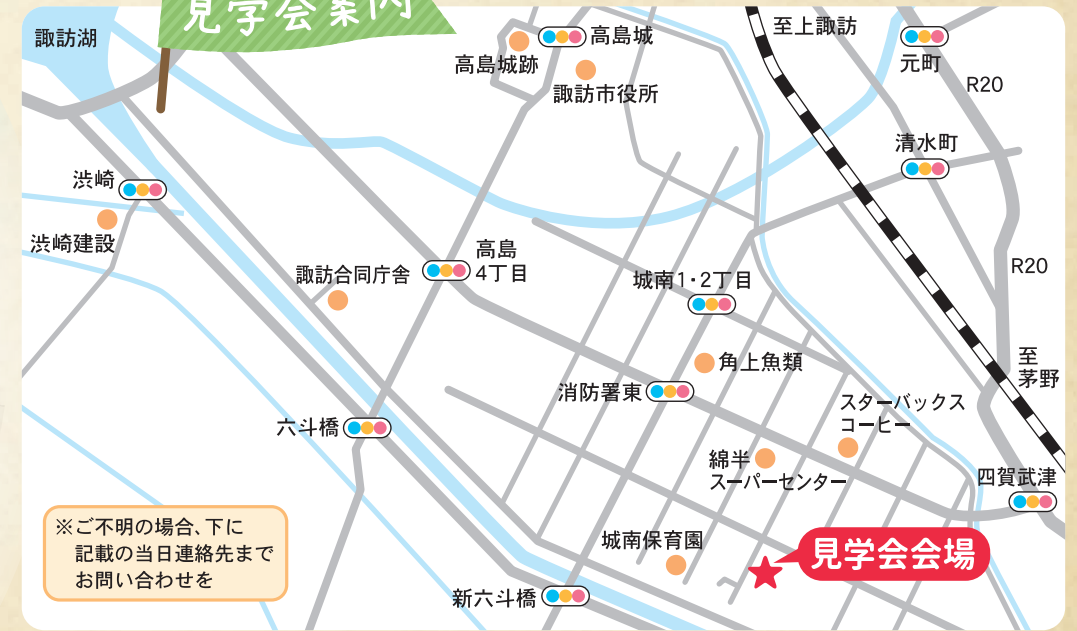 見学会案内
諏訪湖
高島城
高島城跡
諏訪市役所
至上諏訪
元町
R20
清水町
渋崎
渋崎建設
諏訪合同庁舎
高島
4丁目
城南1・2丁目
R20
角上魚類
消防署東
至
茅野
スターバックス
コーヒー
六斗橋
綿半
スーパーセンター
四賀武津
※ご不明の場合、下に
記載の当日連絡先まで
お問い合わせを
城南保育園
見学会会場
新六斗橋